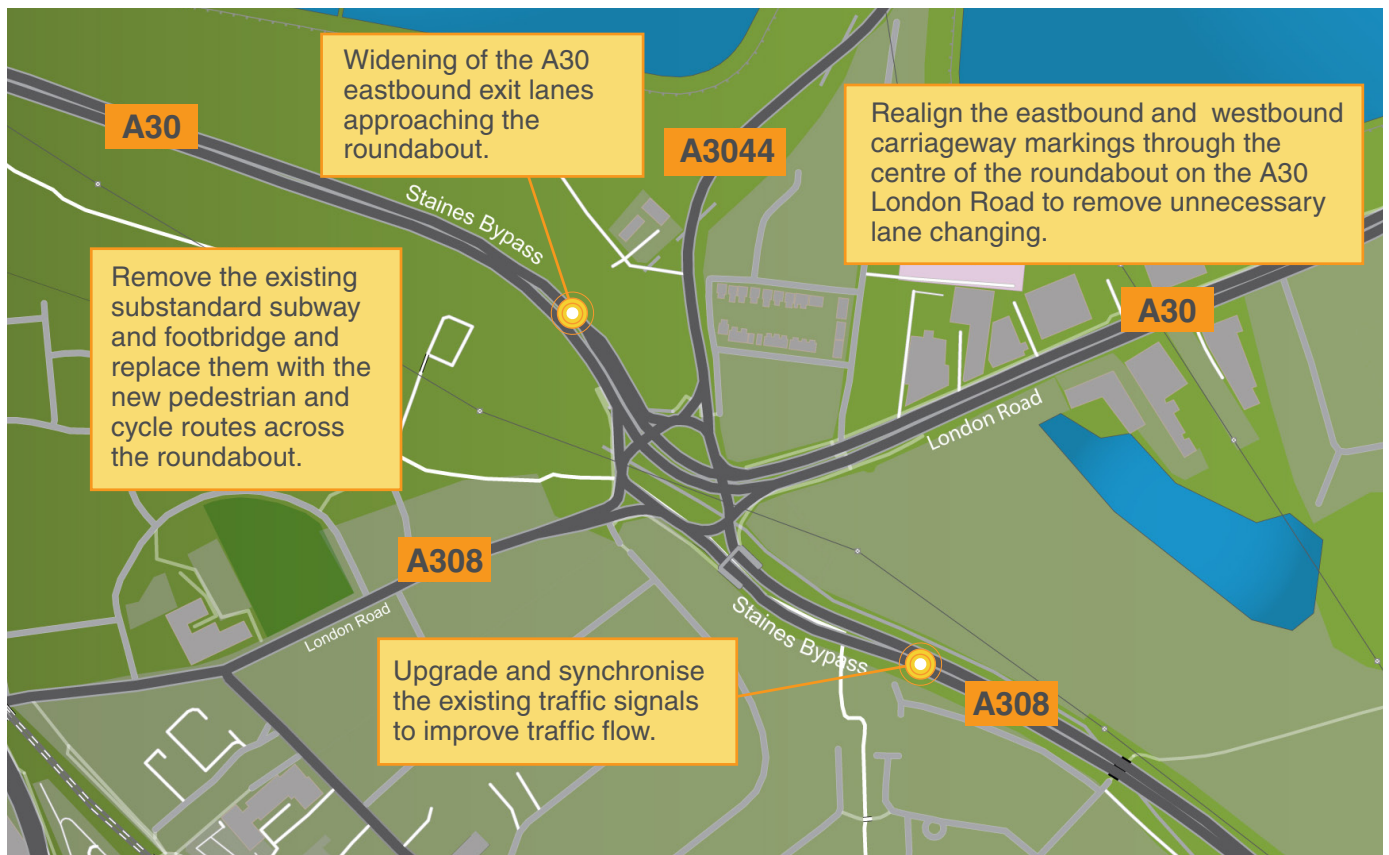 Widening of the A30
eastbound exit lanes
approaching the
roundabout.
A30
A3044
Realign the eastbound and westbound
carriageway markings through the
centre of the roundabout on the A30
London Road to remove unnecessary
lane changing.
Staines Bypass
Remove the existing
substandard subway
and footbridge and
replace them with the
new pedestrian and
cycle routes across
the roundabout.
A30
London Road
A308
London Road
Staines Bypass
Upgrade and synchronise
the existing traffic signals
to improve traffic flow.
A308